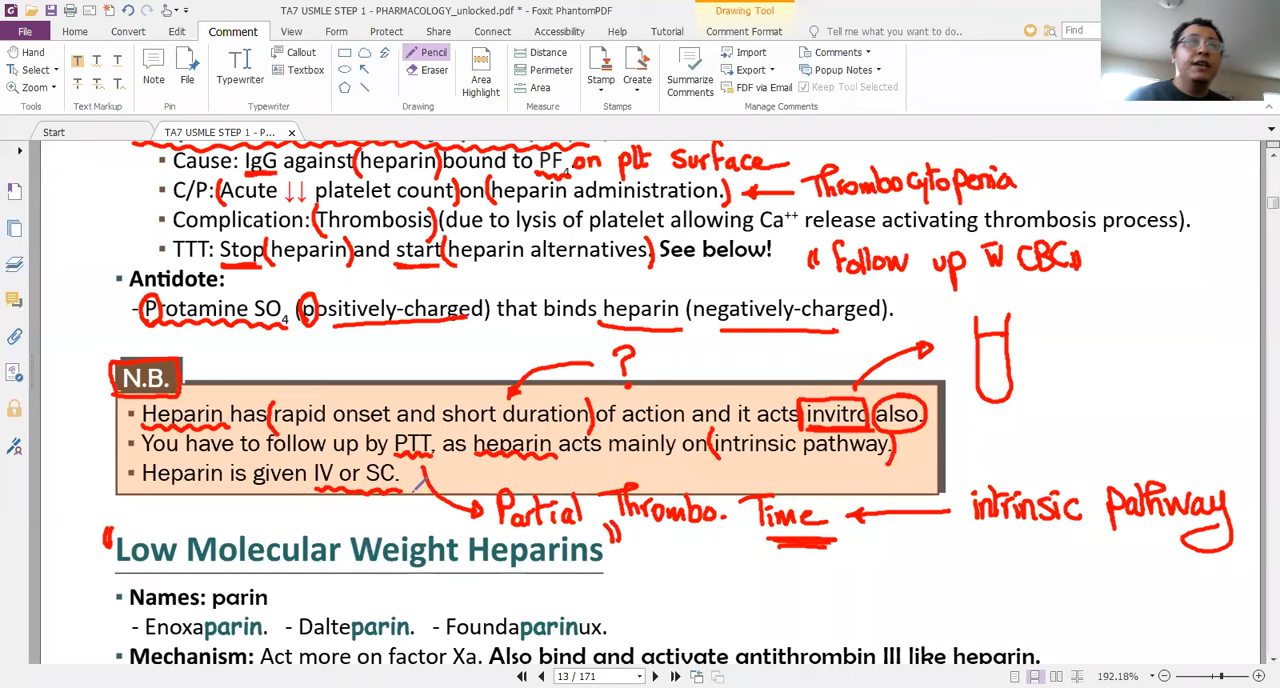 TA7 USMLE STEP 1 - PHARMACOLOGY_unlocked.pdf * - Foxit PhantomPDF
Drawing Tool
File Home Convert Edit Comment View Form Protect Share Connect Accessibility Help Tutorial Comment Format Tell me what you want to do.. Find
Hand
Select
Zoom
Tools
Text Markup
Note
File
Pin
Typewriter
Callout
Textbox
Typewriter
Pencil
Eraser
Drawing
Area Highlight
Distance
Perimeter
Area
Measure
Stamp
Create
Stamps
Summarize Comments
Import
Export
FDF via Email
Comments
Popup Notes
Keep Tool Selected
Manage Comments
Start
TA7 USMLE STEP 1 - P...
▪ Cause: IgG against (heparin) bound to PF4 on plt surface
▪ C/P: (Acute ↓↓ platelet count) on (heparin administration.) ← Thrombocytopenia
▪ Complication: (Thrombosis) (due to lysis of platelet allowing Ca++ release activating thrombosis process).
▪ TTT: Stop (heparin) and start (heparin alternatives.) See below!
"follow up w̄ CBC"
▪ Antidote:
- Protamine SO4 (positively-charged) that binds heparin (negatively-charged).
N.B.
?
▪ Heparin has (rapid onset and short duration) of action and it acts invitro also.
▪ You have to follow up by PTT, as heparin acts mainly on (intrinsic pathway.)
▪ Heparin is given IV or SC.
Partial Thrombo. Time ← intrinsic pathway
"Low Molecular Weight Heparins"
▪ Names: parin
- Enoxaparin. - Dalteparin. - Foundaparinux.
▪ Mechanism: Act more on factor Xa. Also bind and activate antithrombin III like heparin.
13 / 171
192.18%